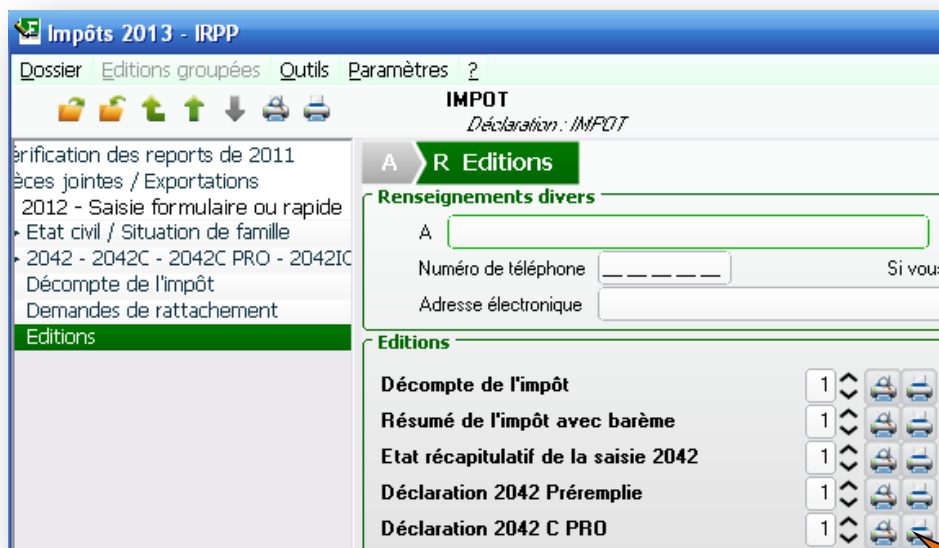 Impôts 2013 - IRPP
Dossier Editions groupées Outils Paramètres ?
IMPOT
Déclaration : IMPOT
érification des reports de 2011
èces jointes / Exportations
2012 - Saisie formulaire ou rapide
Etat civil / Situation de famille
2042 - 2042C - 2042C PRO - 2042IC
Décompte de l'impôt
Demandes de rattachement
Editions
A R Editions
Renseignements divers
A
Numéro de téléphone Si vous
Adresse électronique
Editions
Décompte de l'impôt 1
Résumé de l'impôt avec barème 1
Etat récapitulatif de la saisie 2042 1
Déclaration 2042 Préremplie 1
Déclaration 2042 C PRO 1